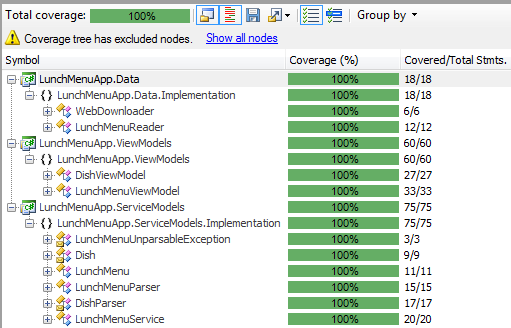 Total coverage: 100% Group by
Coverage tree has excluded nodes. Show all nodes
Symbol Coverage (%) Covered/Total Stmts.
LunchMenuApp.Data 100% 18/18
{} LunchMenuApp.Data.Implementation 100% 18/18
WebDownloader 100% 6/6
LunchMenuReader 100% 12/12
LunchMenuApp.ViewModels 100% 60/60
{} LunchMenuApp.ViewModels 100% 60/60
DishViewModel 100% 27/27
LunchMenuViewModel 100% 33/33
LunchMenuApp.ServiceModels 100% 75/75
{} LunchMenuApp.ServiceModels.Implementation 100% 75/75
LunchMenuUnparsableException 100% 3/3
Dish 100% 9/9
LunchMenu 100% 11/11
LunchMenuParser 100% 15/15
DishParser 100% 17/17
LunchMenuService 100% 20/20